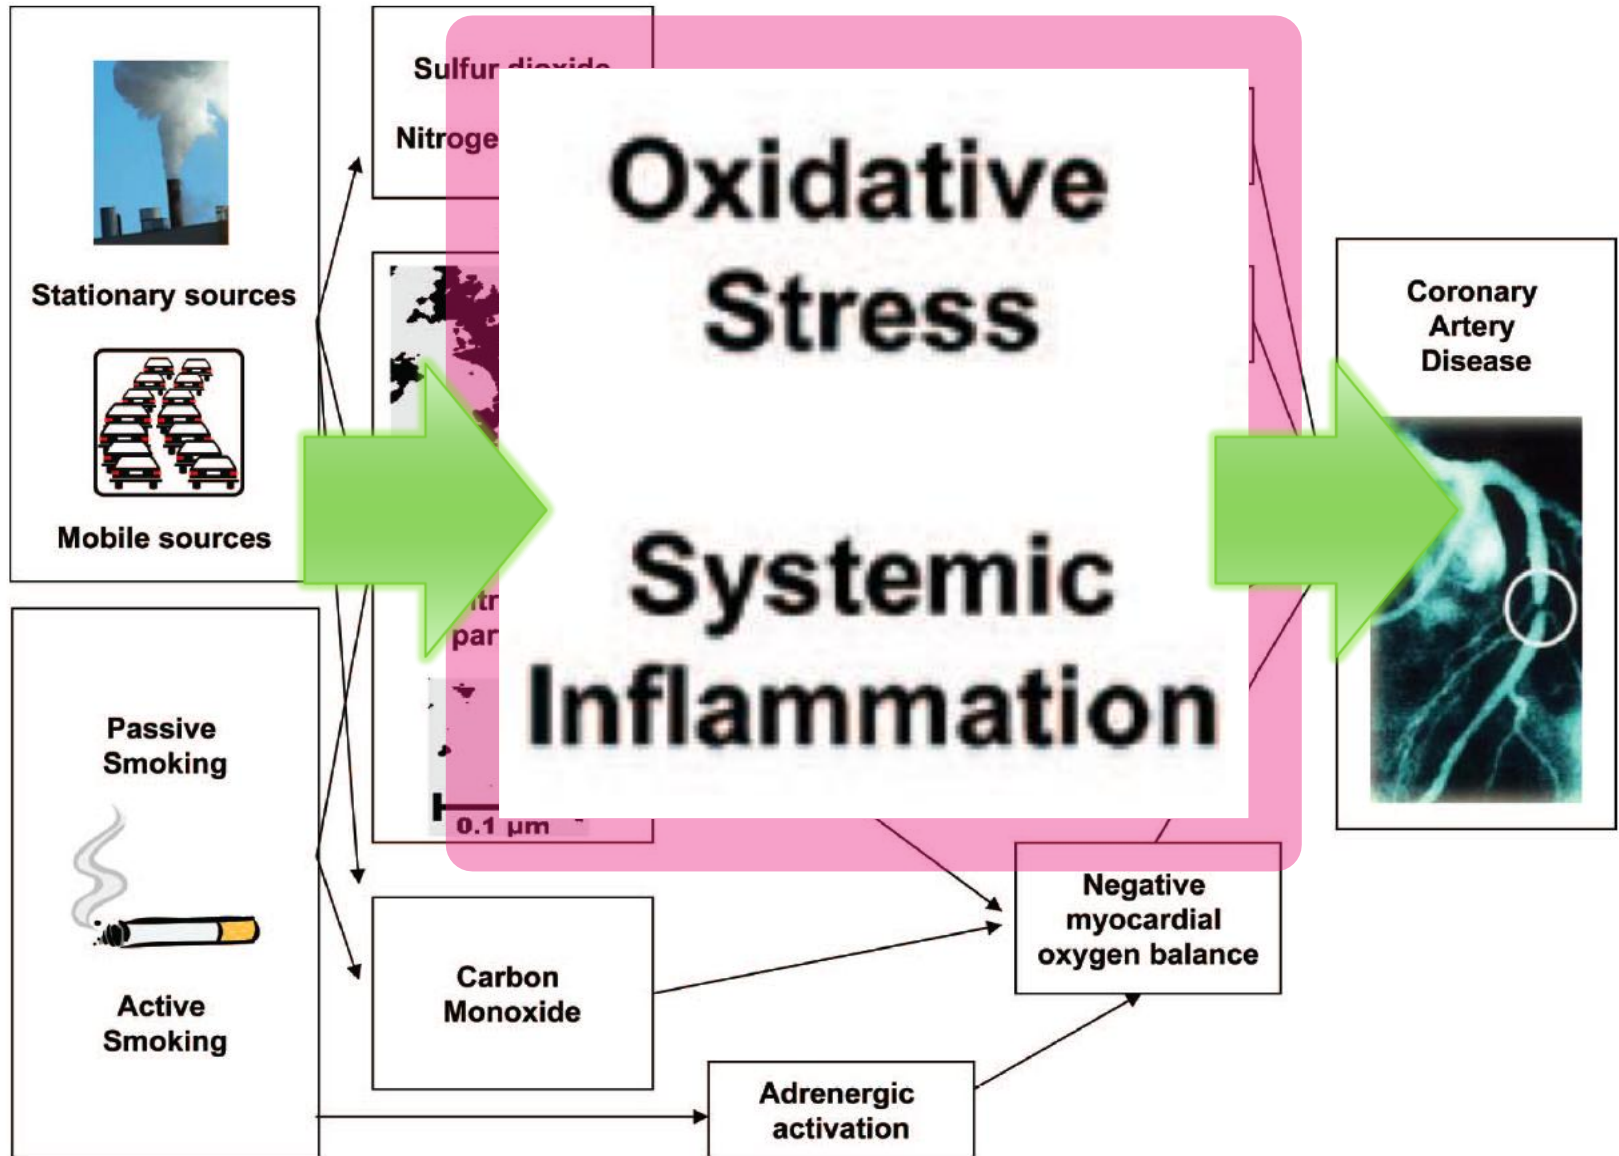 Stationary sources
Mobile sources
Passive
Smoking
Active
Smoking
Sulfur dioxide
0.1 µm
Carbon
Monoxide
Oxidative
Stress
Systemic
Inflammation
Adrenergic
activation
Negative
myocardial
oxygen balance
Coronary
Artery
Disease